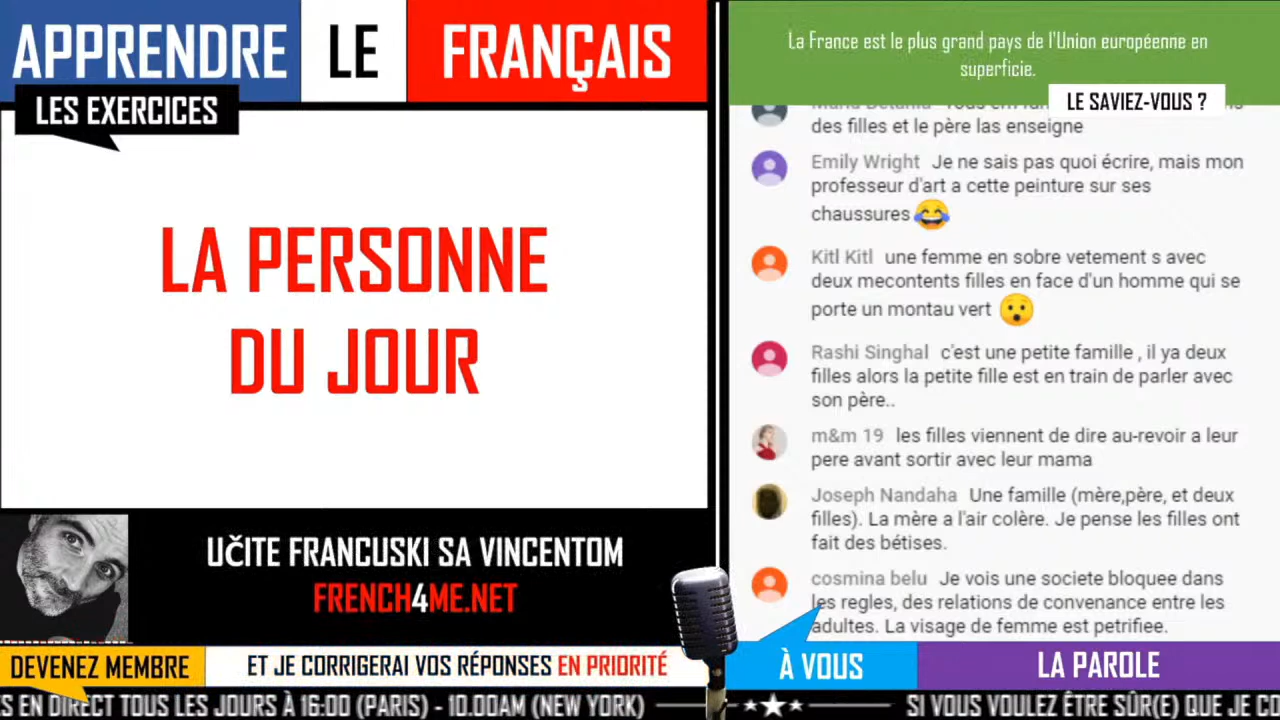 APPRENDRE LE FRANÇAIS
LES EXERCICES
LA PERSONNE
DU JOUR
UČITE FRANCUSKI SA VINCENTOM
FRENCH4ME.NET
DEVENEZ MEMBRE
ET JE CORRIGERAI VOS RÉPONSES EN PRIORITÉ
La France est le plus grand pays de l'Union européenne en
superficie.
LE SAVIEZ-VOUS ?
des filles et le père las enseigne
Emily Wright Je ne sais pas quoi écrire, mais mon
professeur d'art a cette peinture sur ses
chaussures😂
Kitl Kitl une femme en sobre vetement s avec
deux mecontents filles en face d'un homme qui se
porte un montau vert 😯
Rashi Singhal c'est une petite famille , il ya deux
filles alors la petite fille est en train de parler avec
son père..
m&m 19 les filles viennent de dire au-revoir a leur
pere avant sortir avec leur mama
Joseph Nandaha Une famille (mère,père, et deux
filles). La mère a l'air colère. Je pense les filles ont
fait des bétises.
cosmina belu Je vois une societe bloquee dans
les regles, des relations de convenance entre les
adultes. La visage de femme est petrifiee.
À VOUS LA PAROLE
ES EN DIRECT TOUS LES JOURS À 16:00 (PARIS) - 10.00AM (NEW YORK) SI VOUS VOULEZ ÊTRE SÛR(E) QUE JE CO